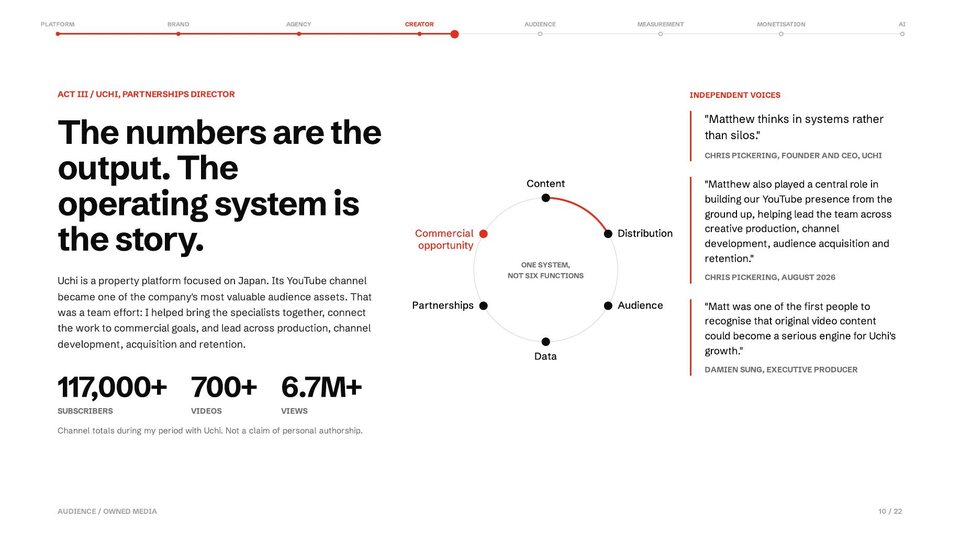 PLATFORM
BRAND
AGENCY
CREATOR
AUDIENCE
MEASUREMENT
MONETISATION
AI
ACT III / UCHI, PARTNERSHIPS DIRECTOR
The numbers are the
output. The
operating system is
the story.
Uchi is a property platform focused on Japan. Its YouTube channel
became one of the company's most valuable audience assets. That
was a team effort: I helped bring the specialists together, connect
the work to commercial goals, and lead across production, channel
development, acquisition and retention.
117,000+
SUBSCRIBERS
700+
VIDEOS
6.7M+
VIEWS
Channel totals during my period with Uchi. Not a claim of personal authorship.
Content
Distribution
Audience
Data
Partnerships
Commercial
opportunity
ONE SYSTEM,
NOT SIX FUNCTIONS
INDEPENDENT VOICES
"Matthew thinks in systems rather
than silos."
CHRIS PICKERING, FOUNDER AND CEO, UCHI
"Matthew also played a central role in
building our YouTube presence from the
ground up, helping lead the team across
creative production, channel
development, audience acquisition and
retention."
CHRIS PICKERING, AUGUST 2026
"Matt was one of the first people to
recognise that original video content
could become a serious engine for Uchi's
growth."
DAMIEN SUNG, EXECUTIVE PRODUCER
AUDIENCE / OWNED MEDIA
10 / 22